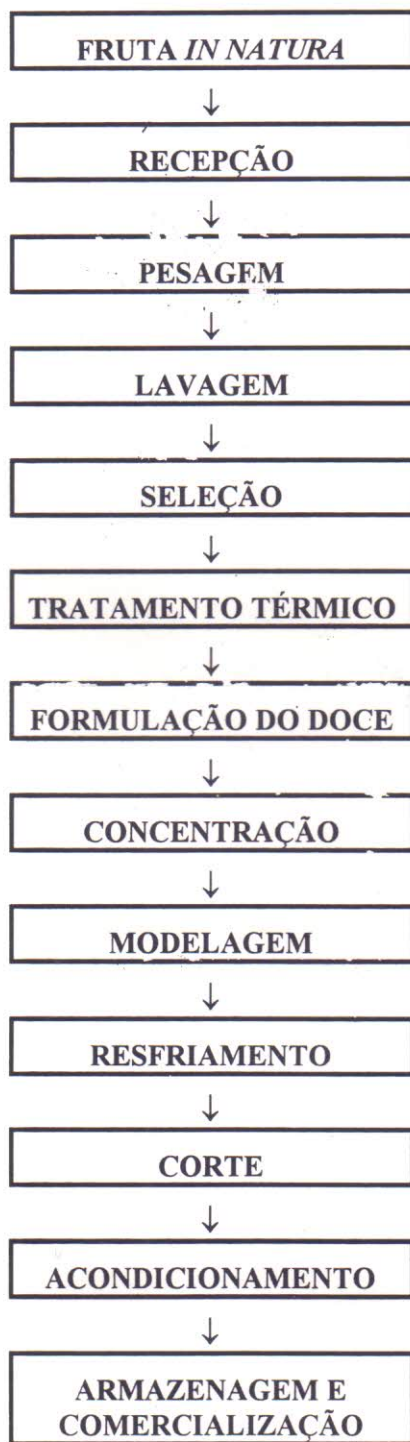 FRUTA IN NATURA
↓
RECEPÇÃO
↓
PESAGEM
↓
LAVAGEM
↓
SELEÇÃO
↓
TRATAMENTO TÉRMICO
↓
FORMULAÇÃO DO DOCE
↓
CONCENTRAÇÃO
↓
MODELAGEM
↓
RESFRIAMENTO
↓
CORTE
↓
ACONDICIONAMENTO
↓
ARMAZENAGEM E
COMERCIALIZAÇÃO